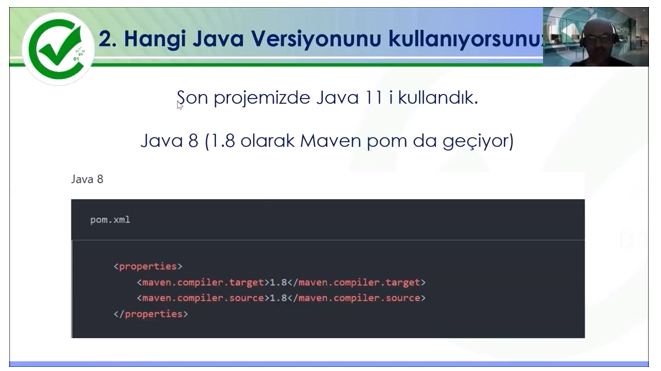 2. Hangi Java Versiyonunu kullanıyorsunuz
Son projemizde Java 11 i kullandık.
Java 8 (1.8 olarak Maven pom da geçiyor)
Java 8
pom.xml
<properties>
<maven.compiler.target>1.8</maven.compiler.target>
<maven.compiler.source>1.8</maven.compiler.source>
</properties>